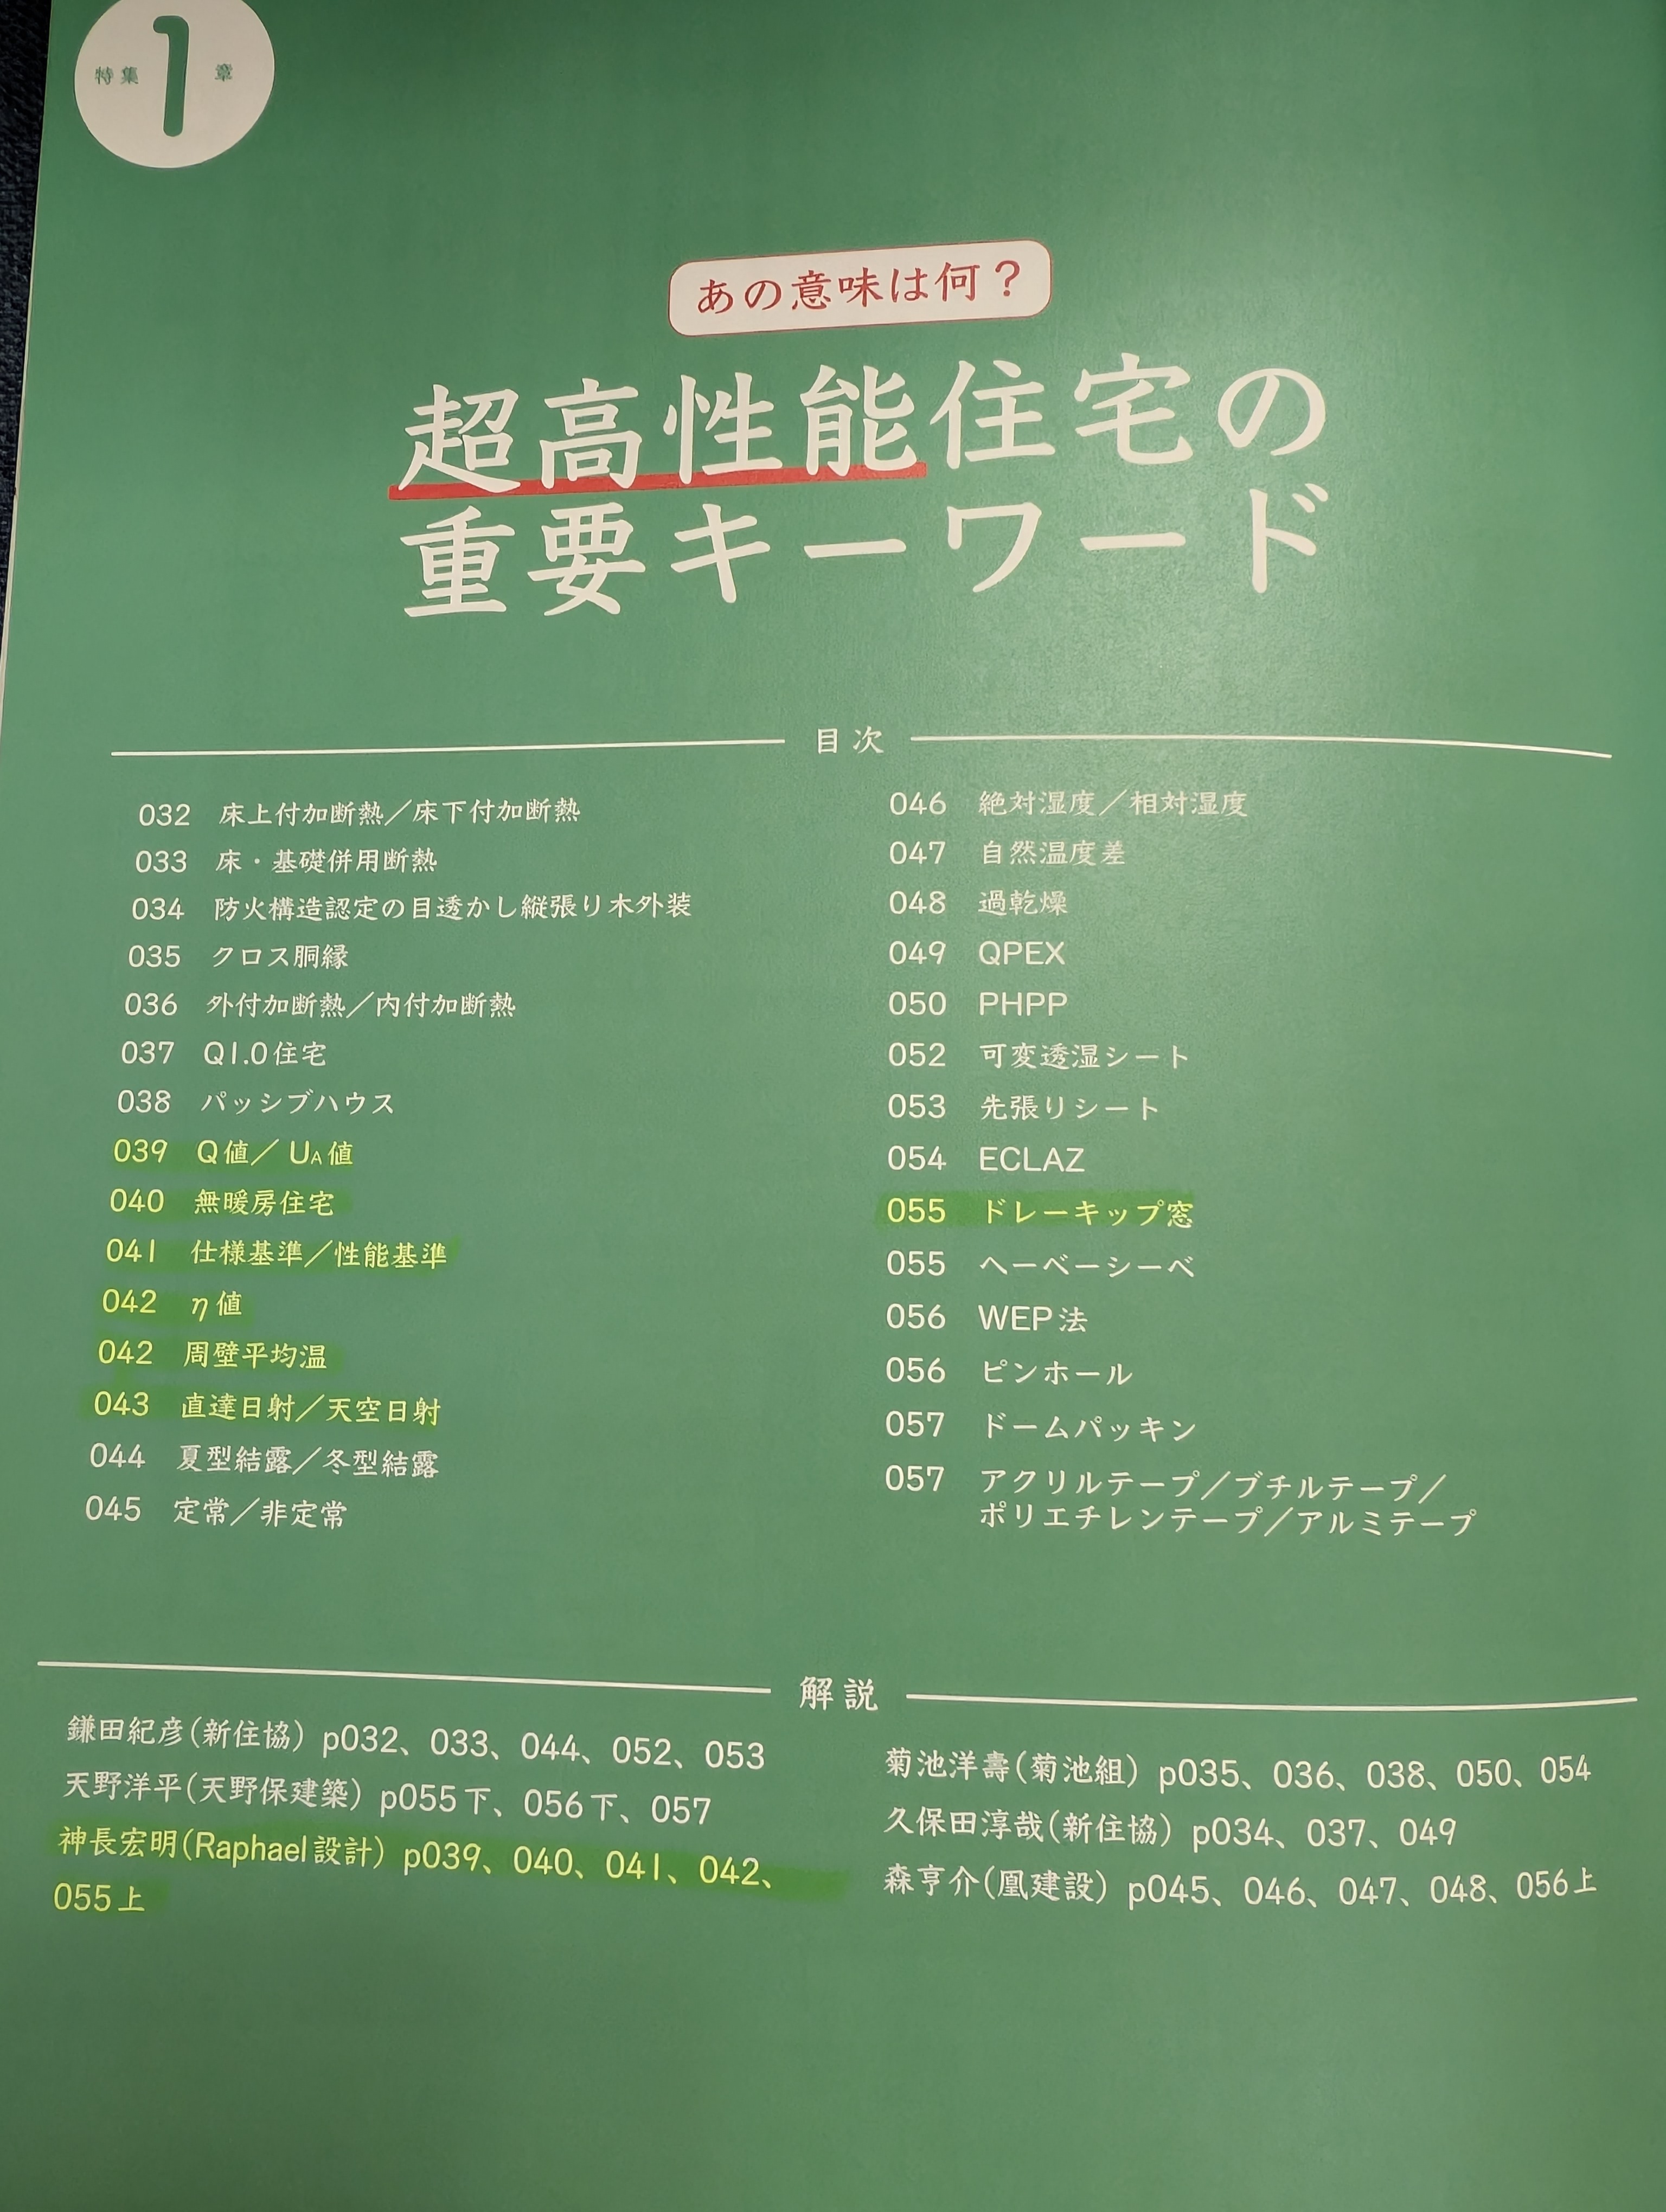 特集 1 章
あの意味は何？
超高性能住宅の
重要キーワード
目次
032 床上付加断熱／床下付加断熱
033 床・基礎併用断熱
034 防火構造認定の目透かし縦張り木外装
035 クロス胴縁
036 外付加断熱／内付加断熱
037 Q1.0住宅
038 パッシブハウス
039 Q値／UA値
040 無暖房住宅
041 仕様基準／性能基準
042 η値
042 周壁平均温
043 直達日射／天空日射
044 夏型結露／冬型結露
045 定常／非定常
046 絶対湿度／相対湿度
047 自然温度差
048 過乾燥
049 QPEX
050 PHPP
052 可変透湿シート
053 先張りシート
054 ECLAZ
055 ドレーキップ窓
055 ヘーベーシーベ
056 WEP法
056 ピンホール
057 ドームパッキン
057 アクリルテープ／ブチルテープ／
ポリエチレンテープ／アルミテープ
解説
鎌田紀彦(新住協) p032、033、044、052、053
天野洋平(天野保建築) p055下、056下、057
神長宏明(Raphael設計) p039、040、041、042、
055上
菊池洋壽(菊池組) p035、036、038、050、054
久保田淳哉(新住協) p034、037、049
森亨介(凰建設) p045、046、047、048、056上